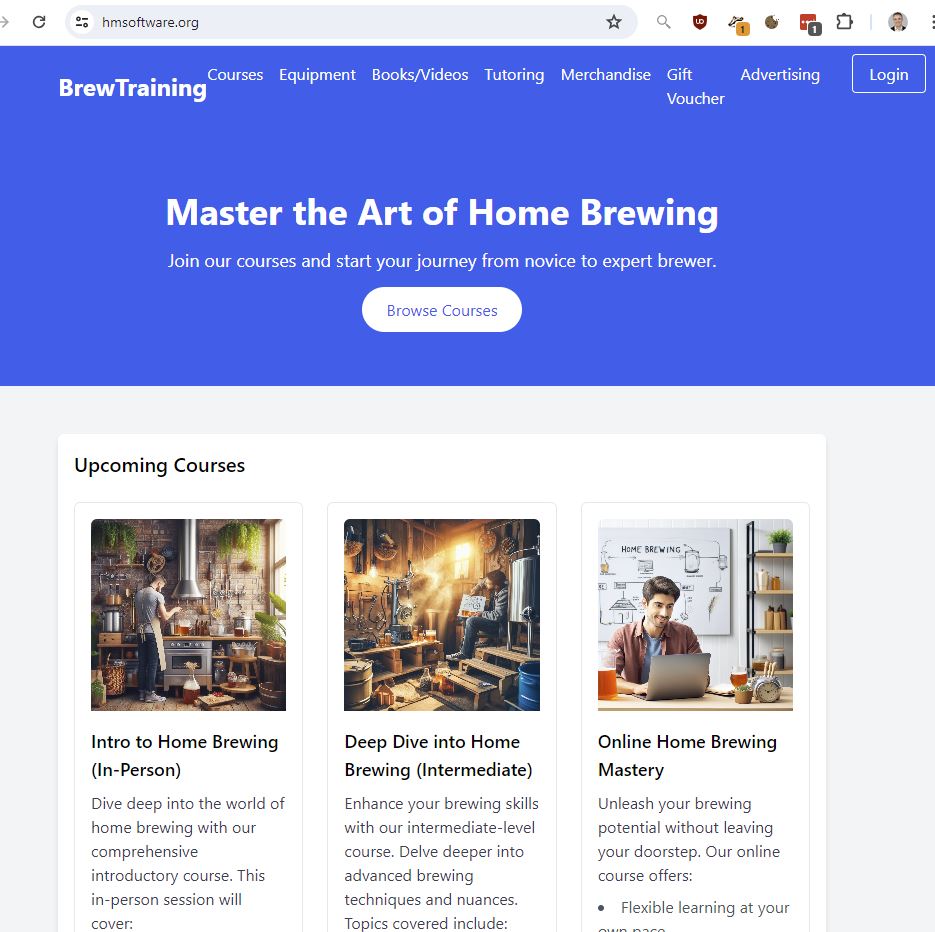 hmsoftware.org
1
1
BrewTraining
Courses
Equipment
Books/Videos
Tutoring
Merchandise
Gift
Voucher
Advertising
Login
Master the Art of Home Brewing
Join our courses and start your journey from novice to expert brewer.
Browse Courses
Upcoming Courses
HOME BREWING
Intro to Home Brewing
(In-Person)
Dive deep into the world of
home brewing with our
comprehensive
introductory course. This
in-person session will
cover:
Deep Dive into Home
Brewing (Intermediate)
Enhance your brewing skills
with our intermediate-level
course. Delve deeper into
advanced brewing
techniques and nuances.
Topics covered include:
Online Home Brewing
Mastery
Unleash your brewing
potential without leaving
your doorstep. Our online
course offers:
• Flexible learning at your
own pace